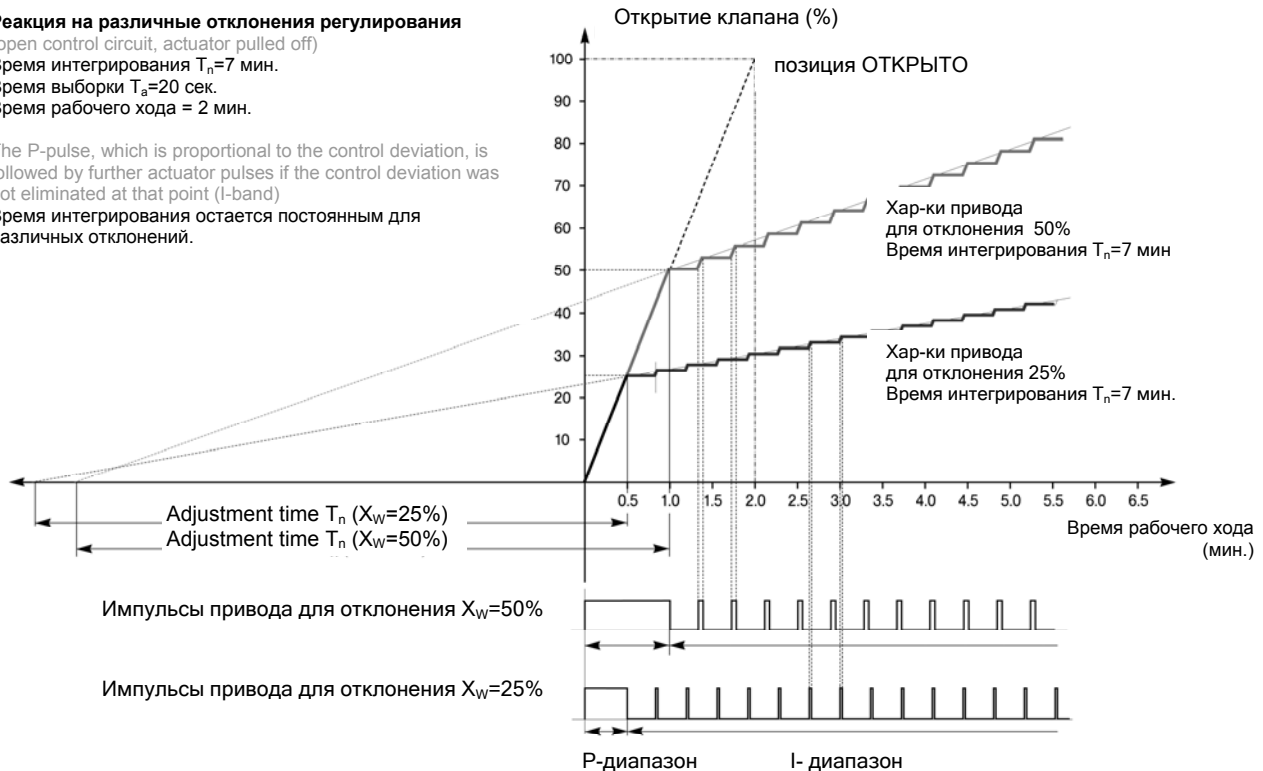 Реакция на различные отклонения регулирования
open control circuit, actuator pulled off)
Время интегрирования Tn=7 мин.
Время выборки Ta=20 сек.
Время рабочего хода = 2 мин.
The P-pulse, which is proportional to the control deviation, is
followed by further actuator pulses if the control deviation was
not eliminated at that point (I-band)
Время интегрирования остается постоянным для
различных отклонений.
Открытие клапана (%)
100
позиция ОТКРЫТО
90
80
70
60
50
40
30
20
10
Хар-ки привода
для отклонения 50%
Время интегрирования Tn=7 мин
Хар-ки привода
для отклонения 25%
Время интегрирования Tn=7 мин.
0.5 1.0 1.5 2.0 2.5 3.0 3.5 4.0 4.5 5.0 5.5 6.0 6.5
Время рабочего хода
(мин.)
Adjustment time Tn (XW=25%)
Adjustment time Tn (XW=50%)
Импульсы привода для отклонения XW=50%
Импульсы привода для отклонения XW=25%
P-диапазон I- диапазон